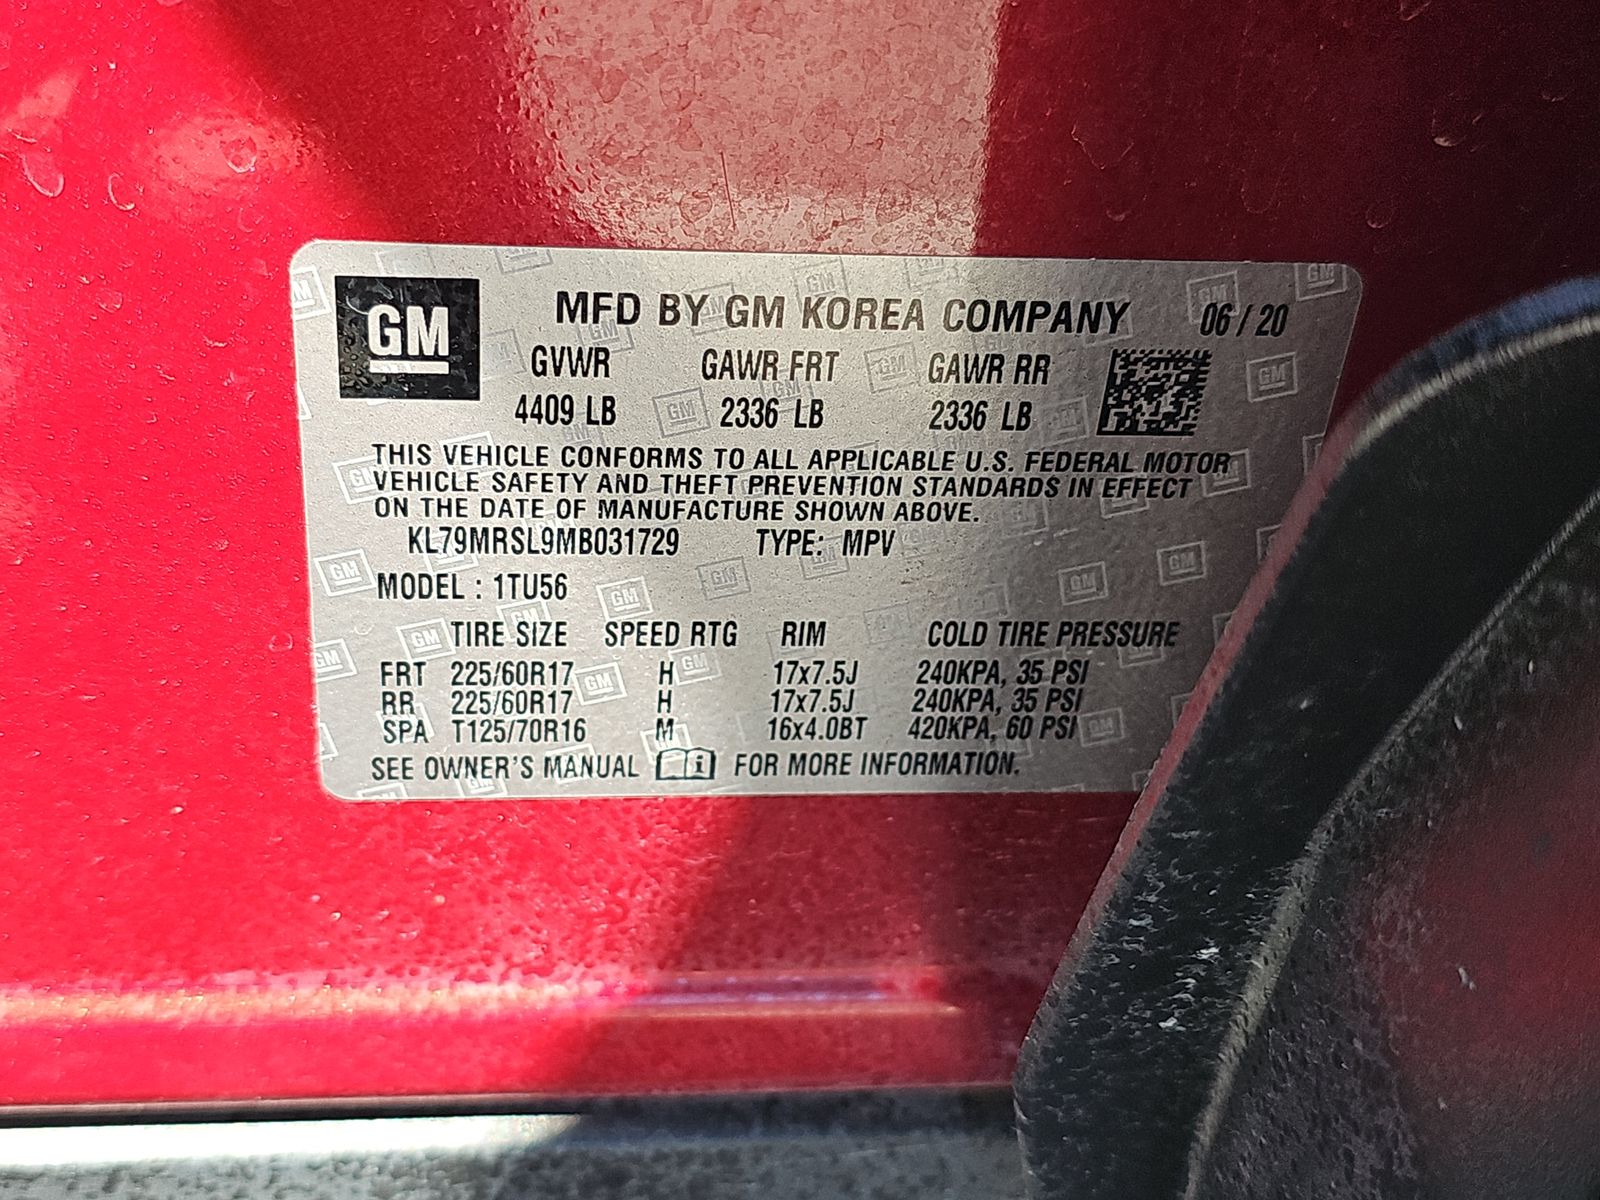 GM
MFD BY GM KOREA COMPANY 06 / 20
GVWR GAWR FRT GAWR RR
4409 LB 2336 LB 2336 LB
THIS VEHICLE CONFORMS TO ALL APPLICABLE U.S. FEDERAL MOTOR
VEHICLE SAFETY AND THEFT PREVENTION STANDARDS IN EFFECT
ON THE DATE OF MANUFACTURE SHOWN ABOVE.
KL79MRSL9MB031729 TYPE: MPV
MODEL : 1TU56
TIRE SIZE SPEED RTG RIM COLD TIRE PRESSURE
FRT 225/60R17 H 17x7.5J 240KPA, 35 PSI
RR 225/60R17 H 17x7.5J 240KPA, 35 PSI
SPA T125/70R16 M 16x4.0BT 420KPA, 60 PSI
SEE OWNER'S MANUAL i FOR MORE INFORMATION.